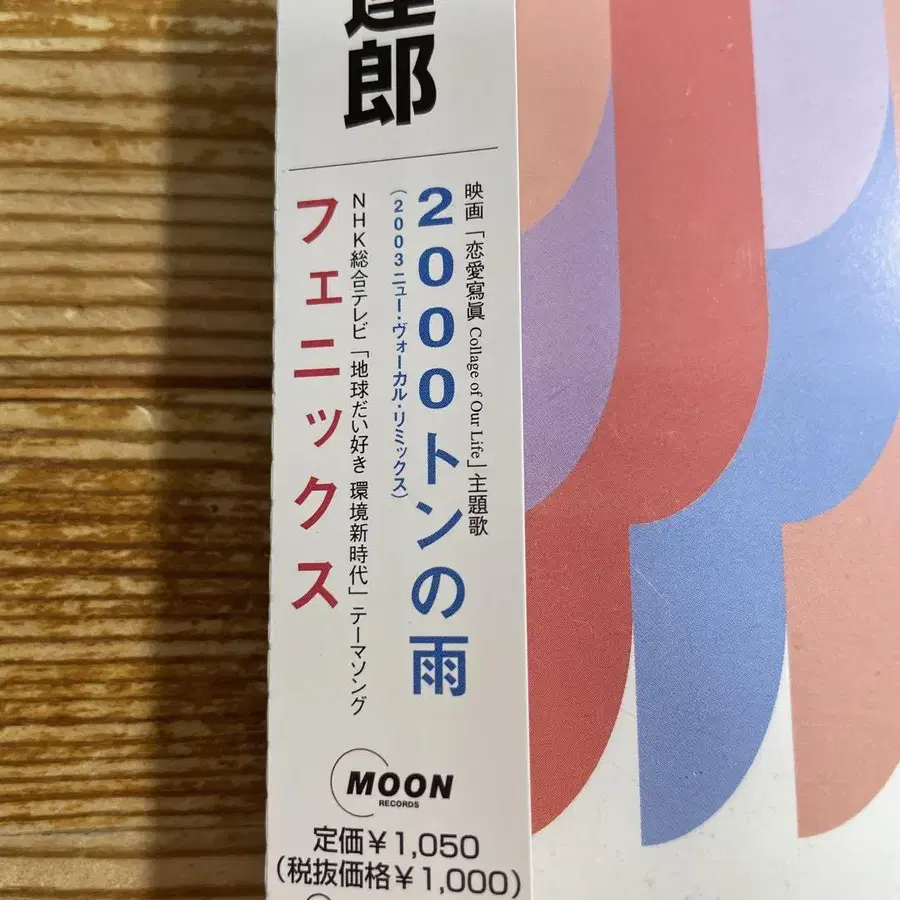 達郎
映画「恋愛寫眞 Collage of Our Life」主題歌
2000トンの雨
(2003ニュー・ヴォーカル・リミックス)
NHK総合テレビ「地球だい好き 環境新時代」テーマソング
フェニックス
MOON
RECORDS
定価￥1,050
(税抜価格￥1,000)